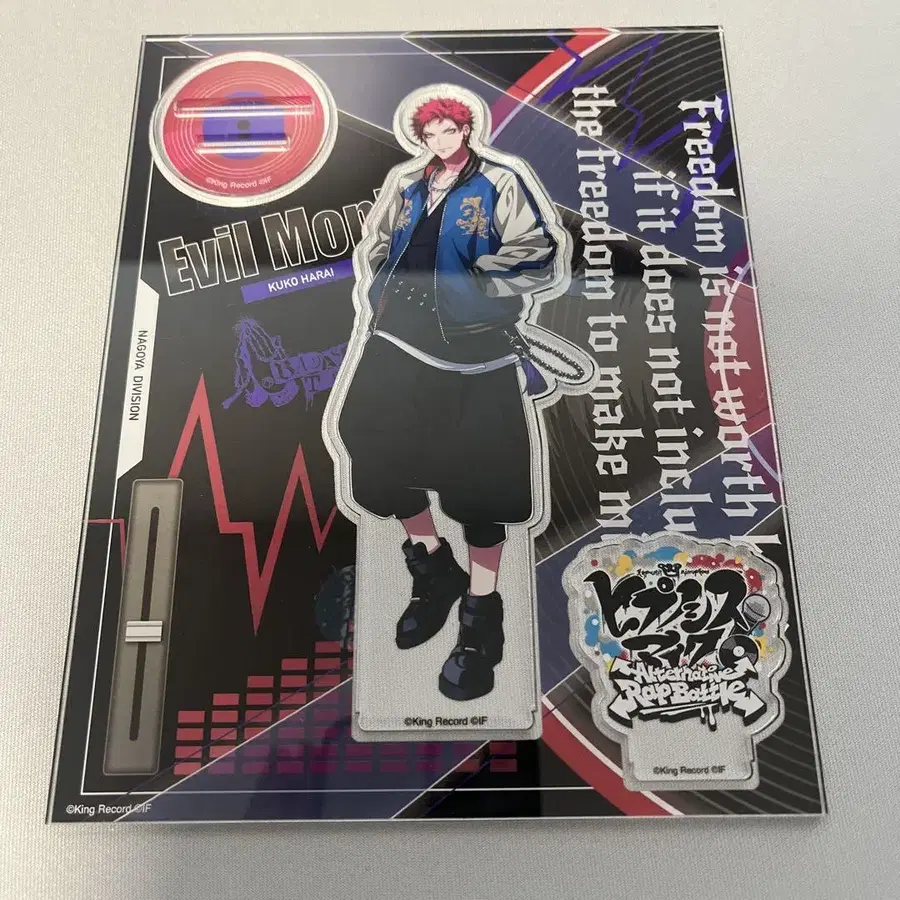 ©King Record ©IF
Evil Mon
KUKO HARAI
NAGOYA DIVISION
Freedom is not worth
if it does not inclu
the freedom to make m
BAD
ヒプノシス
マイク
Alternative
Rap Battle
©King Record ©IF
©King Record ©IF
©King Record ©IF